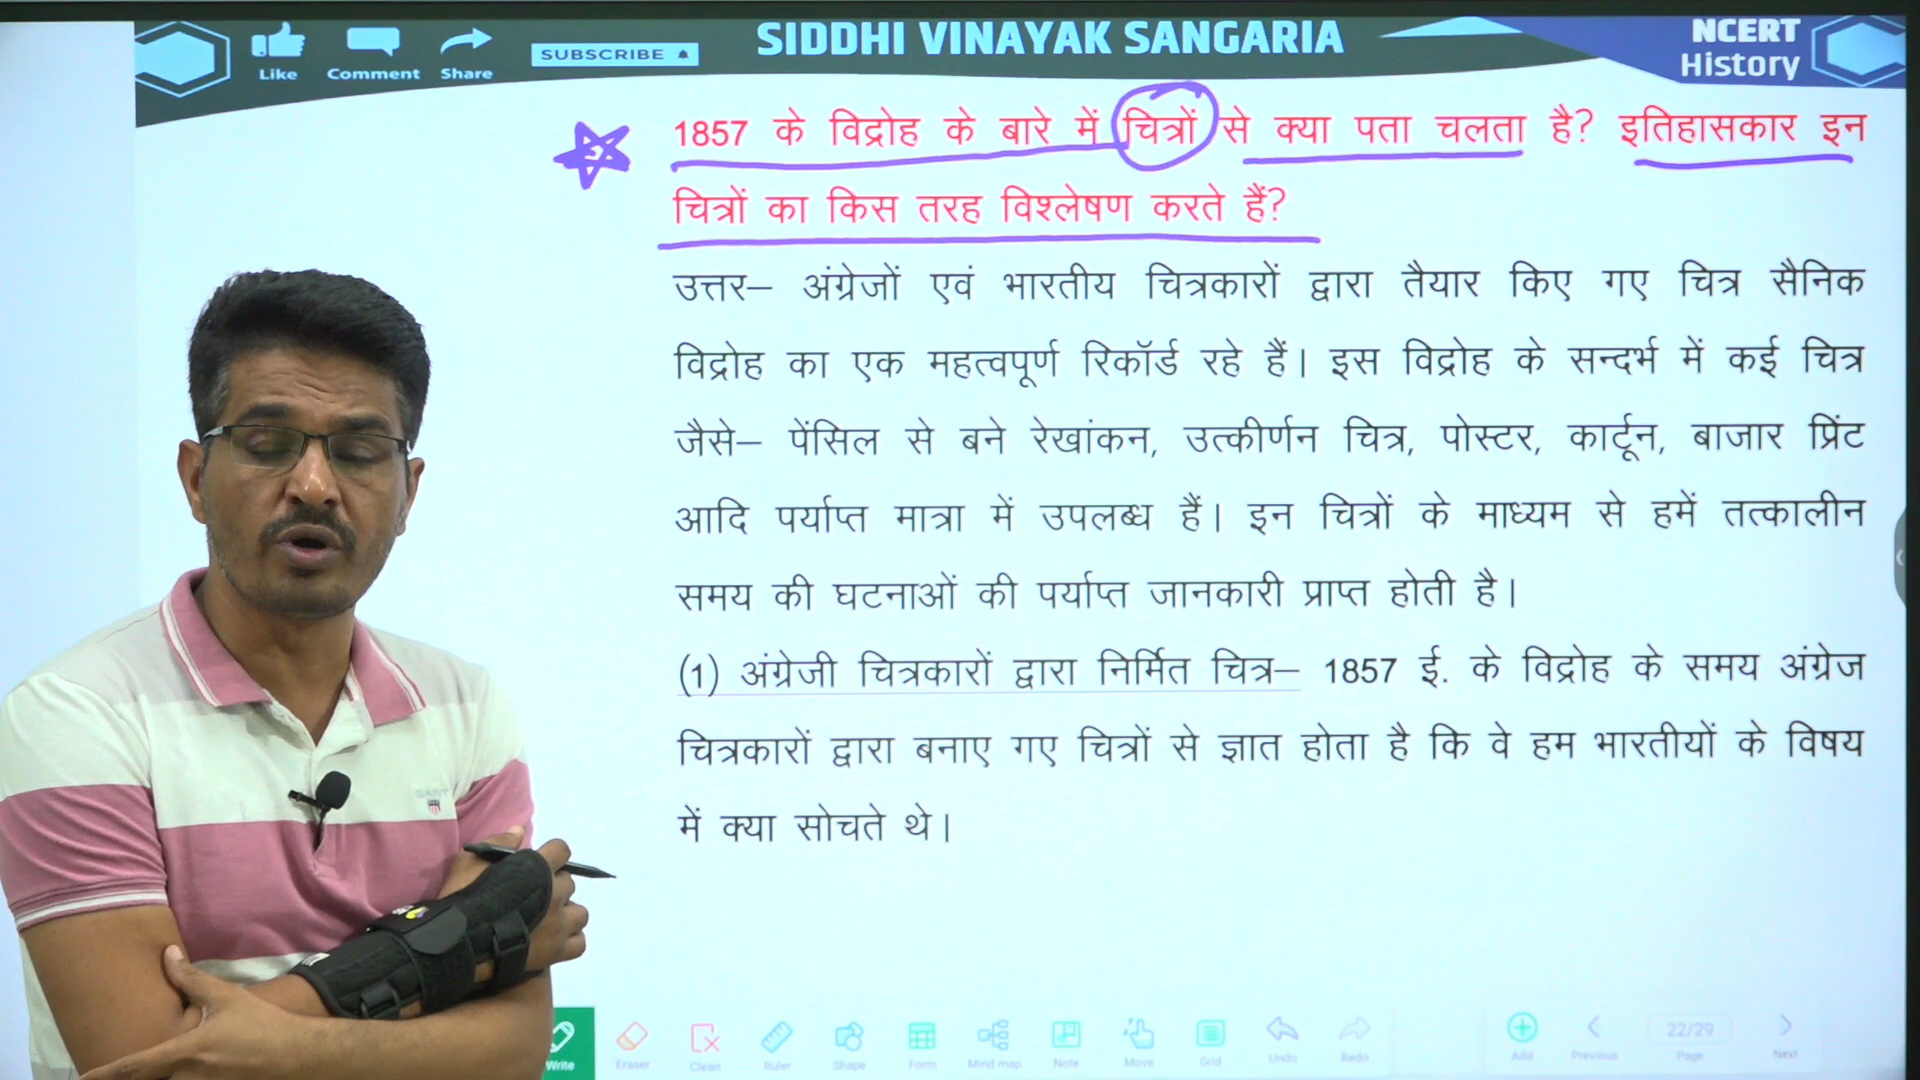 Like
Comment
Share
SUBSCRIBE
SIDDHI VINAYAK SANGARIA
NCERT
History
1857 के विद्रोह के बारे में चित्रों से क्या पता चलता है? इतिहासकार इन
चित्रों का किस तरह विश्लेषण करते हैं?
उत्तर– अंग्रेजों एवं भारतीय चित्रकारों द्वारा तैयार किए गए चित्र सैनिक
विद्रोह का एक महत्वपूर्ण रिकॉर्ड रहे हैं। इस विद्रोह के सन्दर्भ में कई चित्र
जैसे– पेंसिल से बने रेखांकन, उत्कीर्णन चित्र, पोस्टर, कार्टून, बाजार प्रिंट
आदि पर्याप्त मात्रा में उपलब्ध हैं। इन चित्रों के माध्यम से हमें तत्कालीन
समय की घटनाओं की पर्याप्त जानकारी प्राप्त होती है।
(1) अंग्रेजी चित्रकारों द्वारा निर्मित चित्र– 1857 ई. के विद्रोह के समय अंग्रेज
चित्रकारों द्वारा बनाए गए चित्रों से ज्ञात होता है कि वे हम भारतीयों के विषय
में क्या सोचते थे।
GANT
Write
Eraser
Clean
Ruler
Shape
Form
Mind map
Note
Move
Grid
Undo
Redo
Add
Previous
22/29
Page
Next